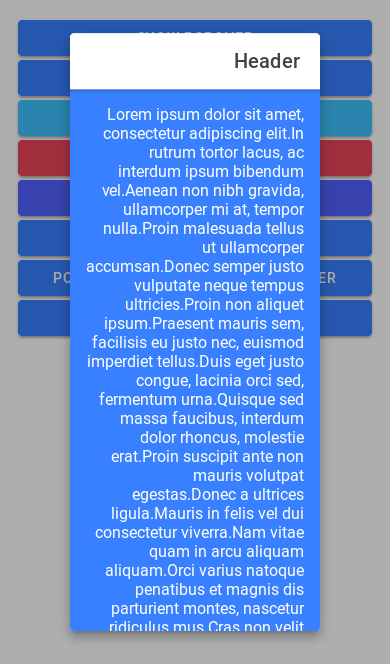 Header
Lorem ipsum dolor sit amet,
consectetur adipiscing elit.In
rutrum tortor lacus, ac
interdum ipsum bibendum
vel.Aenean non nibh gravida,
ullamcorper mi at, tempor
nulla.Proin malesuada tellus
ut ullamcorper
accumsan.Donec semper justo
vulputate neque tempus
ultricies.Proin non aliquet
ipsum.Praesent mauris sem,
facilisis eu justo nec, euismod
imperdiet tellus.Duis eget justo
congue, lacinia orci sed,
fermentum urna.Quisque sed
massa faucibus, interdum
dolor rhoncus, molestie
erat.Proin suscipit ante non
mauris volutpat
egestas.Donec a ultrices
ligula.Mauris in felis vel dui
consectetur viverra.Nam vitae
quam in arcu aliquam
aliquam.Orci varius natoque
penatibus et magnis dis
parturient montes, nascetur
ridiculus mus.Cras non velit